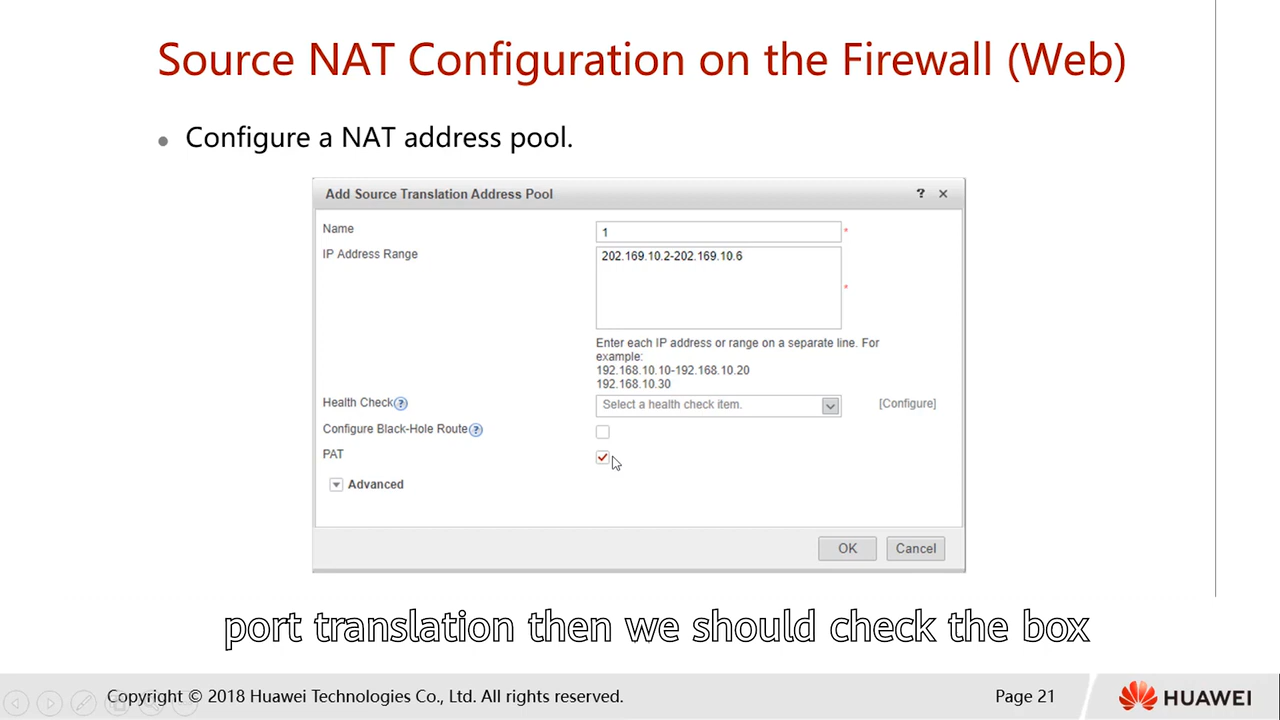 Source NAT Configuration on the Firewall (Web)
Configure a NAT address pool.
Add Source Translation Address Pool
?
Name
1
*
IP Address Range
202.169.10.2-202.169.10.6
*
Enter each IP address or range on a separate line. For
example:
192.168.10.10-192.168.10.20
192.168.10.30
Health Check
?
Select a health check item.
[Configure]
Configure Black-Hole Route
?
PAT
Advanced
OK
Cancel
port translation then we should check the box
Copyright © 2018 Huawei Technologies Co., Ltd. All rights reserved.
Page 21
HUAWEI